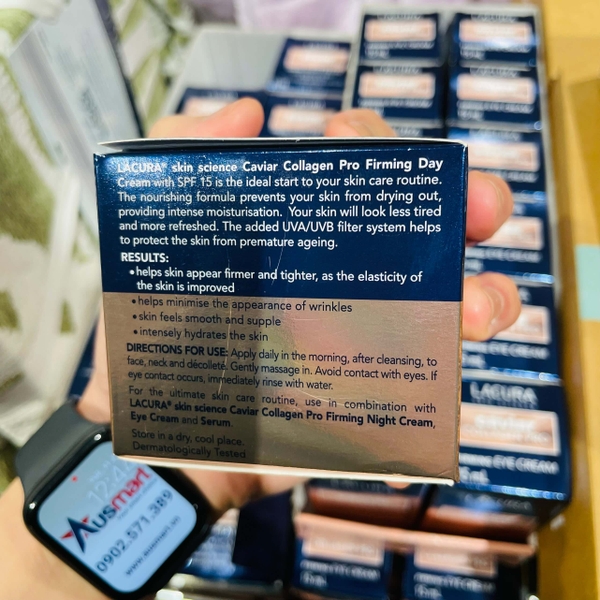 LACURA® skin science Caviar Collagen Pro Firming Day
Cream with SPF 15 is the ideal start to your skin care routine.
The nourishing formula prevents your skin from drying out,
providing intense moisturisation. Your skin will look less tired
and more refreshed. The added UVA/UVB filter system helps
to protect the skin from premature ageing.
RESULTS:
•helps skin appear firmer and tighter, as the elasticity of
the skin is improved
•helps minimise the appearance of wrinkles
•skin feels smooth and supple
•intensely hydrates the skin
DIRECTIONS FOR USE: Apply daily in the morning, after cleansing, to
face, neck and décolleté. Gently massage in. Avoid contact with eyes. If
eye contact occurs, immediately rinse with water.
For the ultimate skin care routine, use in combination with
LACURA® skin science Caviar Collagen Pro Firming Night Cream,
Eye Cream and Serum.
Store in a dry, cool place.
Dermatologically Tested
Ausmart
0902.571.389
www.ausmart.vn
LACURA
EYE CREAM